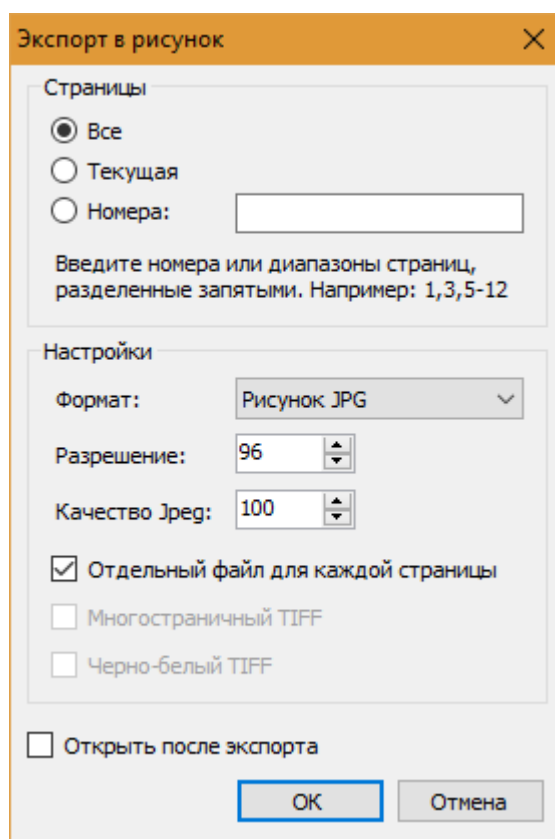 Экспорт в рисунок
Страницы
Все
Текущая
Номера:
Введите номера или диапазоны страниц,
разделенные запятыми. Например: 1,3,5-12
Настройки
Формат: Рисунок JPG
Разрешение: 96
Качество Jpeg: 100
Отдельный файл для каждой страницы
Многостраничный TIFF
Черно-белый TIFF
Открыть после экспорта
OK Отмена